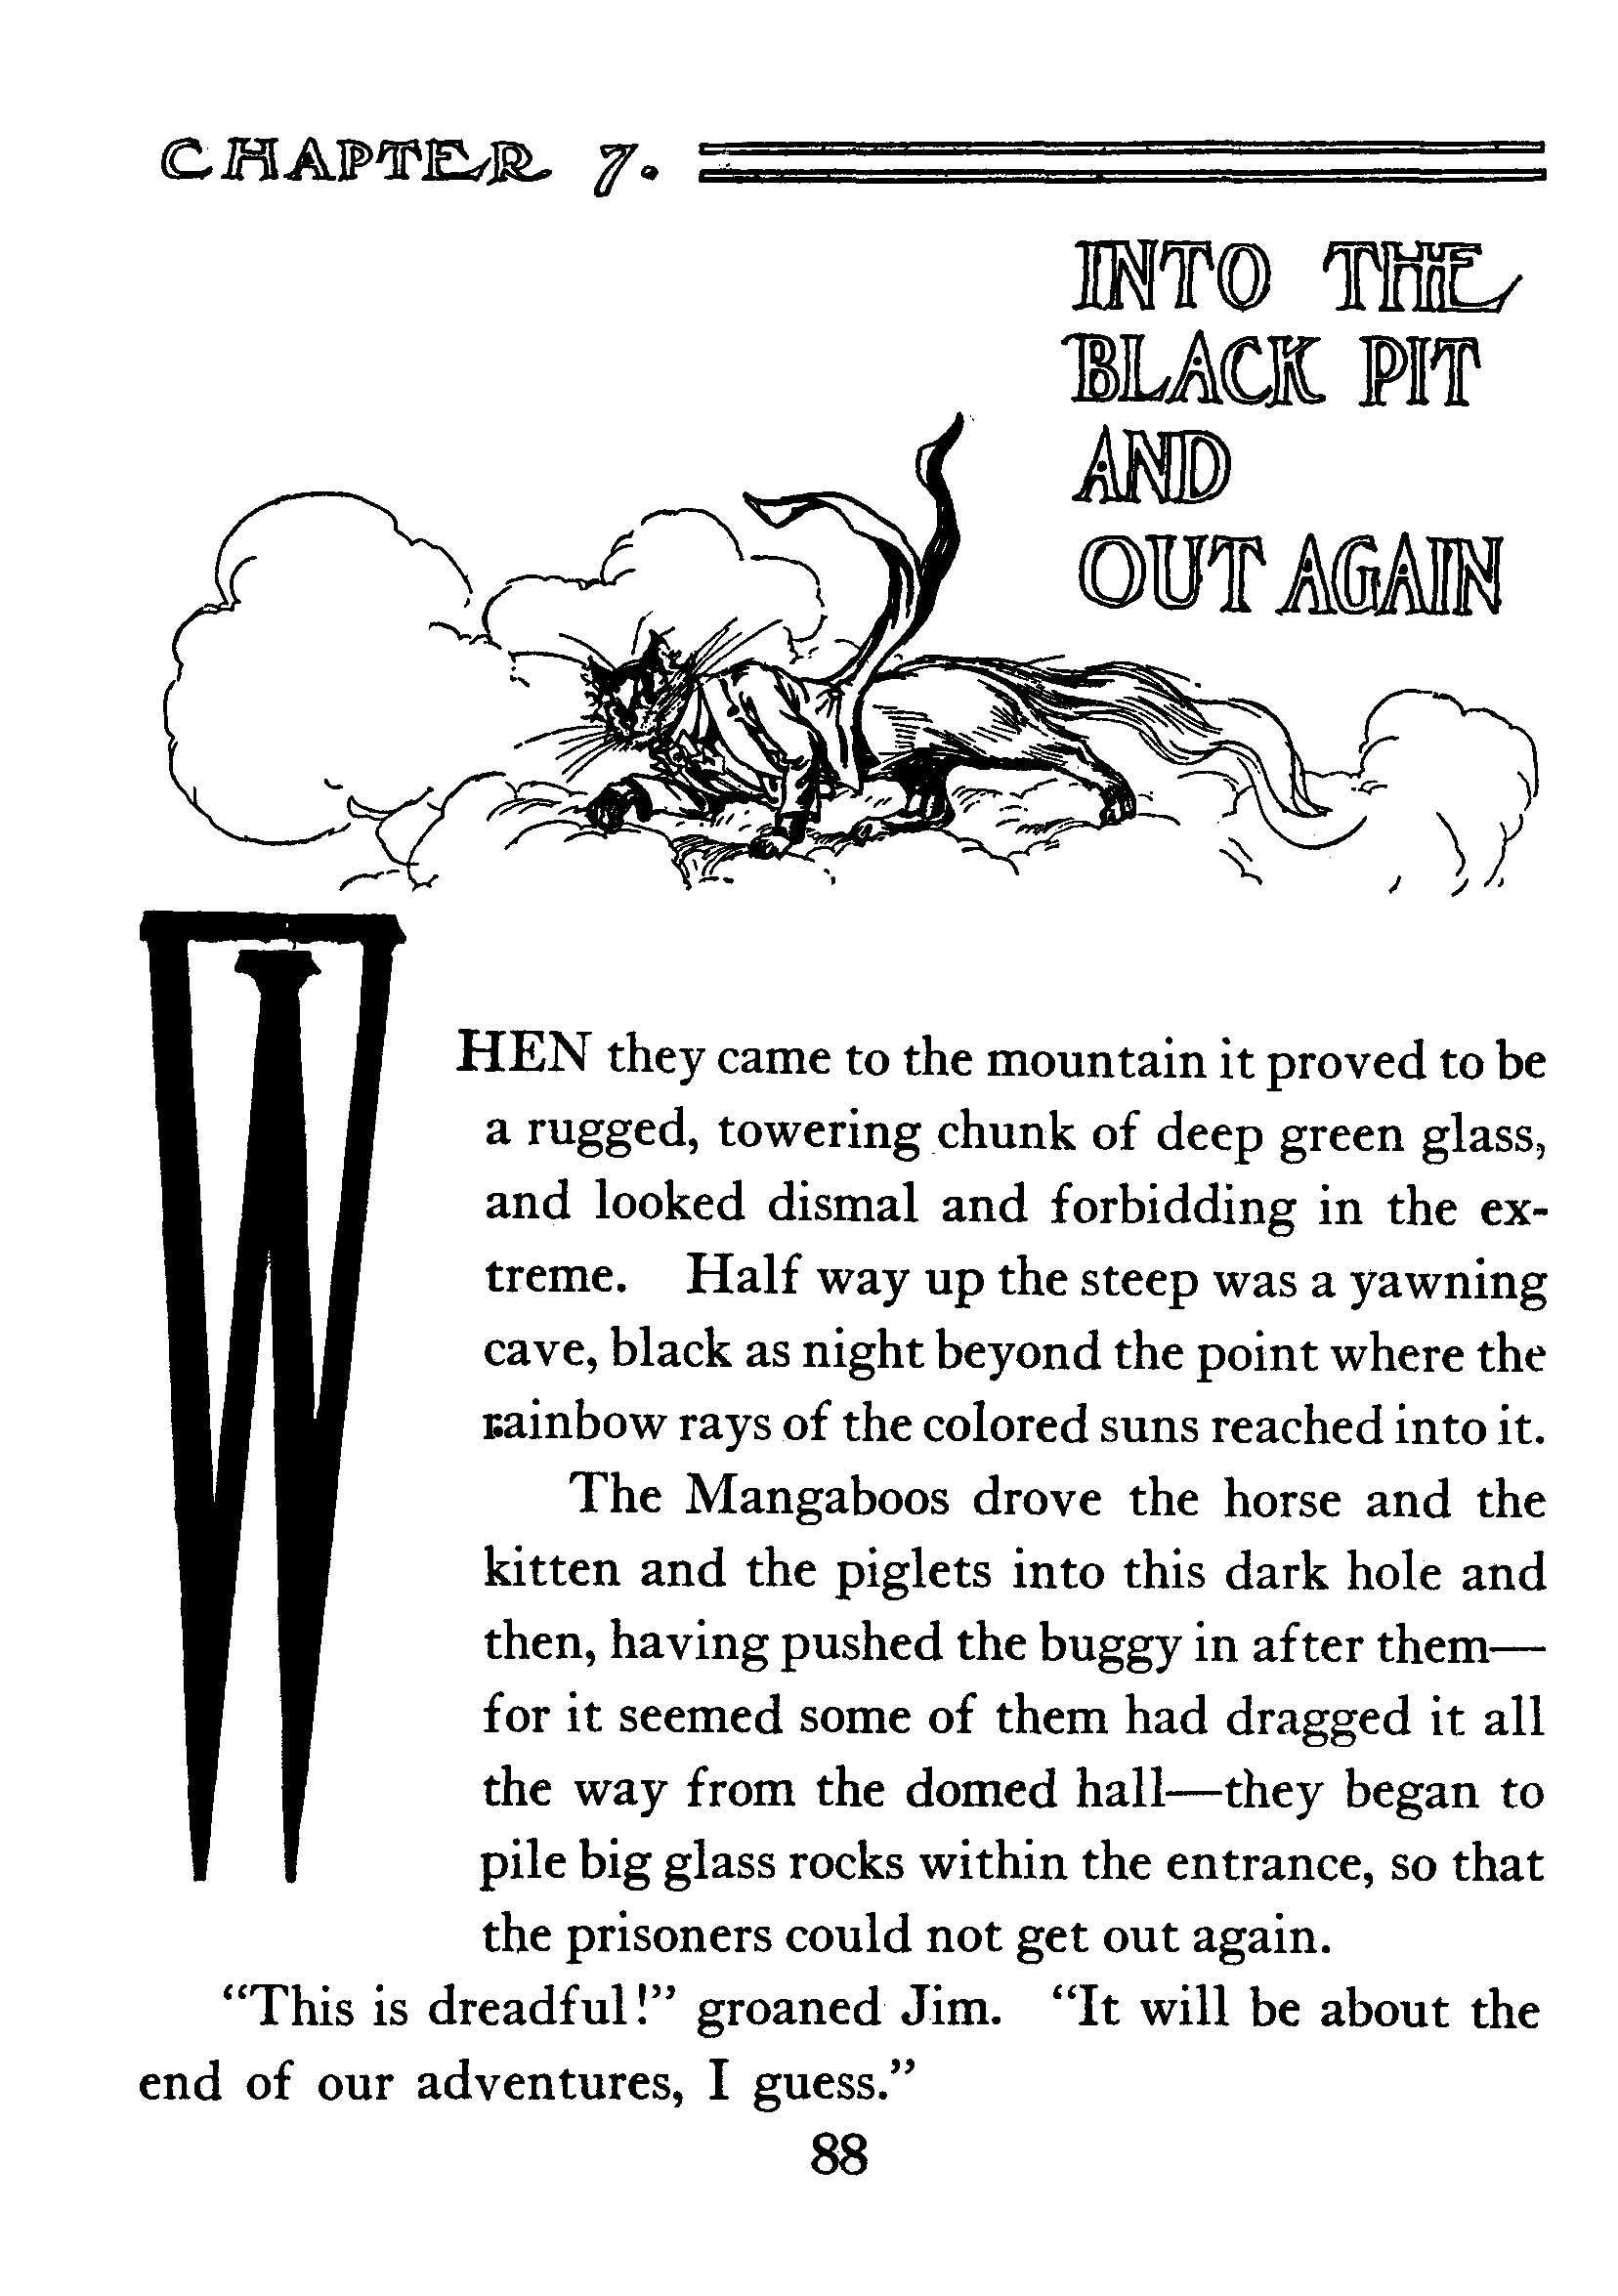 CHAPTER 7.
INTO THE
BLACK PIT
AND
OUT AGAIN
WHEN they came to the mountain it proved to be
a rugged, towering chunk of deep green glass,
and looked dismal and forbidding in the ex-
treme. Half way up the steep was a yawning
cave, black as night beyond the point where the
rainbow rays of the colored suns reached into it.
The Mangaboos drove the horse and the
kitten and the piglets into this dark hole and
then, having pushed the buggy in after them—
for it seemed some of them had dragged it all
the way from the domed hall—they began to
pile big glass rocks within the entrance, so that
the prisoners could not get out again.
“This is dreadful!” groaned Jim. “It will be about the
end of our adventures, I guess.”
88